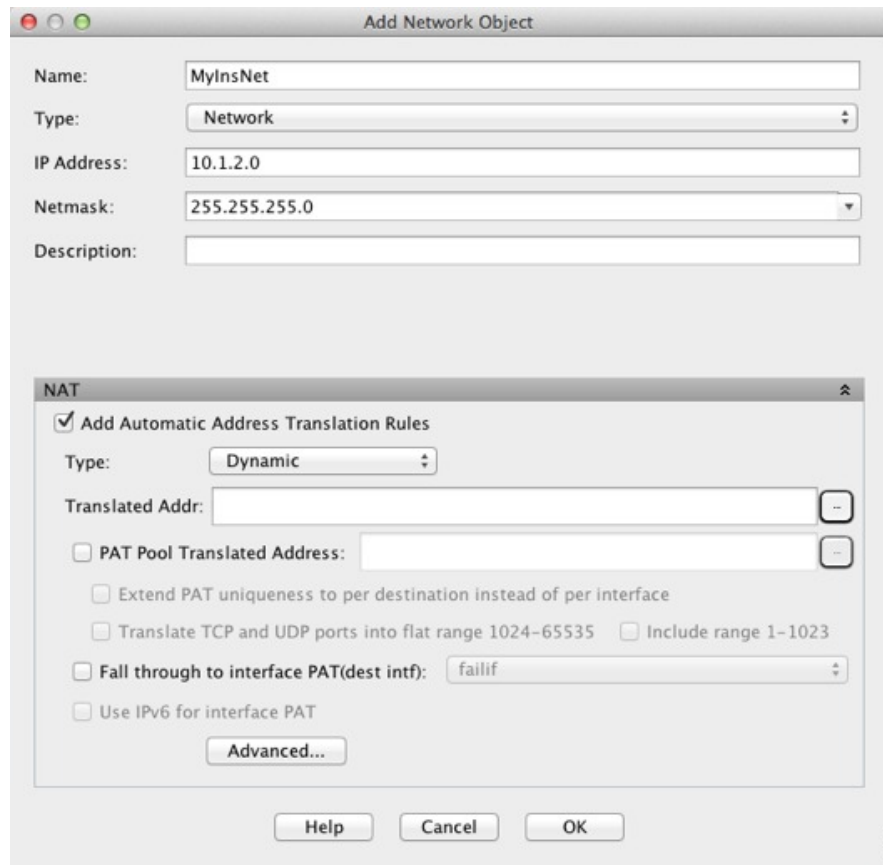 Add Network Object
Name: MyInsNet
Type: Network
IP Address: 10.1.2.0
Netmask: 255.255.255.0
Description:
NAT
Add Automatic Address Translation Rules
Type: Dynamic
Translated Addr: ...
PAT Pool Translated Address: ...
Extend PAT uniqueness to per destination instead of per interface
Translate TCP and UDP ports into flat range 1024-65535 Include range 1-1023
Fall through to interface PAT(dest intf): failif
Use IPv6 for interface PAT
Advanced...
Help Cancel OK